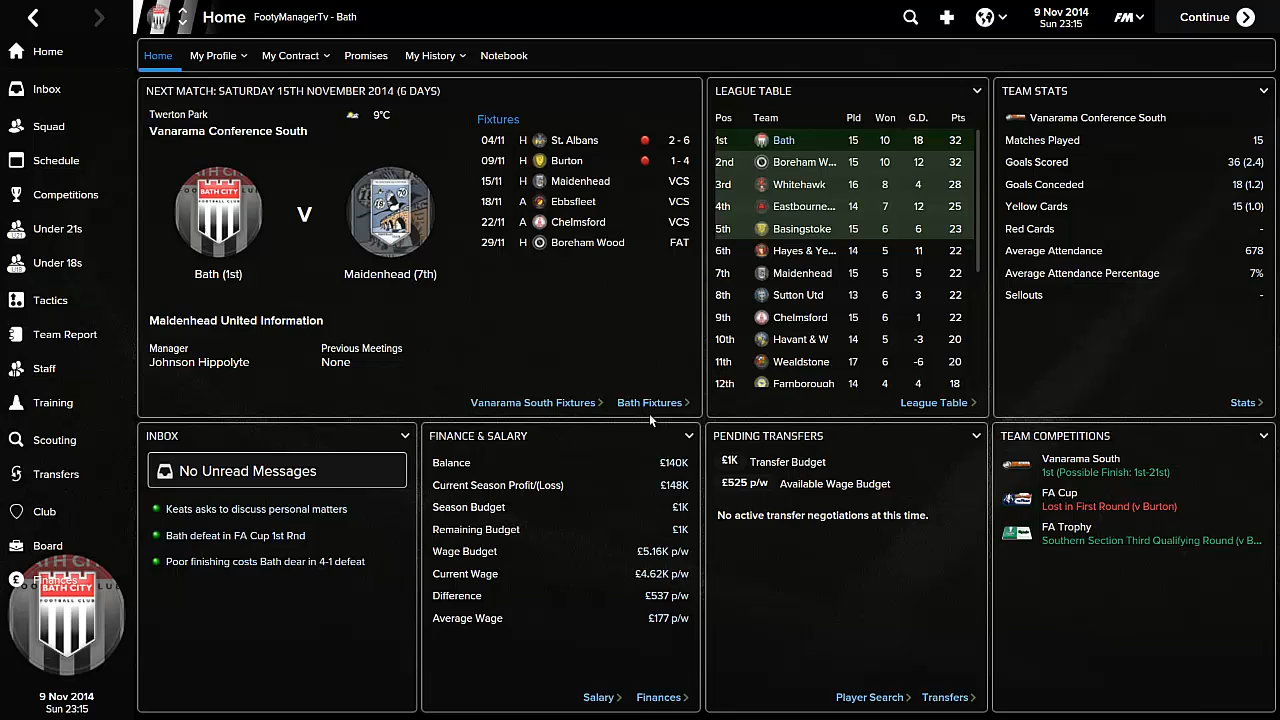 Home FootyManagerTv - Bath
9 Nov 2014
Sun 23:15
FM
Continue
Home
Inbox
Squad
Schedule
Competitions
Under 21s
Under 18s
Tactics
Team Report
Staff
Training
Scouting
Transfers
Club
Board
Finances
BATH CITY
9 Nov 2014
Sun 23:15
Home My Profile My Contract Promises My History Notebook
NEXT MATCH: SATURDAY 15TH NOVEMBER 2014 (6 DAYS)
Twerton Park 9°C
Vanarama Conference South
BATH CITY
FOOTBALL CLUB
V
Bath (1st) Maidenhead (7th)
Fixtures
04/11 H St. Albans 2 - 6
09/11 H Burton 1 - 4
15/11 H Maidenhead VCS
18/11 A Ebbsfleet VCS
22/11 A Chelmsford VCS
29/11 H Boreham Wood FAT
Maidenhead United Information
Manager Previous Meetings
Johnson Hippolyte None
Vanarama South Fixtures Bath Fixtures
LEAGUE TABLE
Pos Team Pld Won G.D. Pts
1st Bath 15 10 18 32
2nd Boreham W... 15 10 12 32
3rd Whitehawk 16 8 4 28
4th Eastbourne... 14 7 12 25
5th Basingstoke 15 6 6 23
6th Hayes & Ye... 14 5 11 22
7th Maidenhead 15 5 5 22
8th Sutton Utd 13 6 3 22
9th Chelmsford 15 6 1 22
10th Havant & W 14 5 -3 20
11th Wealdstone 17 6 -6 20
12th Farnborough 14 4 4 18
League Table
TEAM STATS
Vanarama Conference South
Matches Played 15
Goals Scored 36 (2.4)
Goals Conceded 18 (1.2)
Yellow Cards 15 (1.0)
Red Cards -
Average Attendance 678
Average Attendance Percentage 7%
Sellouts -
Stats
INBOX
No Unread Messages
Keats asks to discuss personal matters
Bath defeat in FA Cup 1st Rnd
Poor finishing costs Bath dear in 4-1 defeat
FINANCE & SALARY
Balance £140K
Current Season Profit/(Loss) £148K
Season Budget £1K
Remaining Budget £1K
Wage Budget £5.16K p/w
Current Wage £4.62K p/w
Difference £537 p/w
Average Wage £177 p/w
Salary Finances
PENDING TRANSFERS
£1K Transfer Budget
£525 p/w Available Wage Budget
No active transfer negotiations at this time.
Player Search Transfers
TEAM COMPETITIONS
Vanarama South
1st (Possible Finish: 1st-21st)
FA Cup
Lost in First Round (v Burton)
FA Trophy
Southern Section Third Qualifying Round (v B...